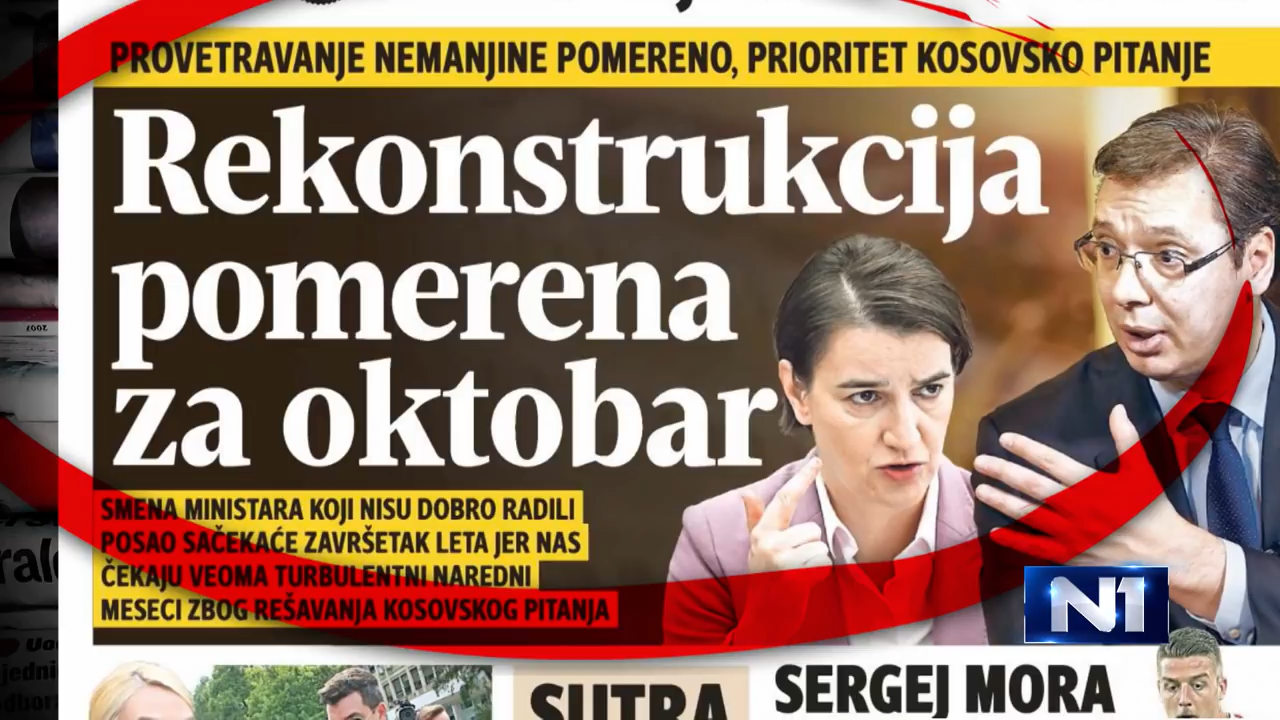 PROVETRAVANJE NEMANJINE POMERENO, PRIORITET KOSOVSKO PITANJE
Rekonstrukcija
pomerena
za oktobar
SMENA MINISTARA KOJI NISU DOBRO RADILI
POSAO SAČEKAĆE ZAVRŠETAK LETA JER NAS
ČEKAJU VEOMA TURBULENTNI NAREDNI
MESECI ZBOG REŠAVANJA KOSOVSKOG PITANJA
N1
SUTRA
SERGEJ MORA